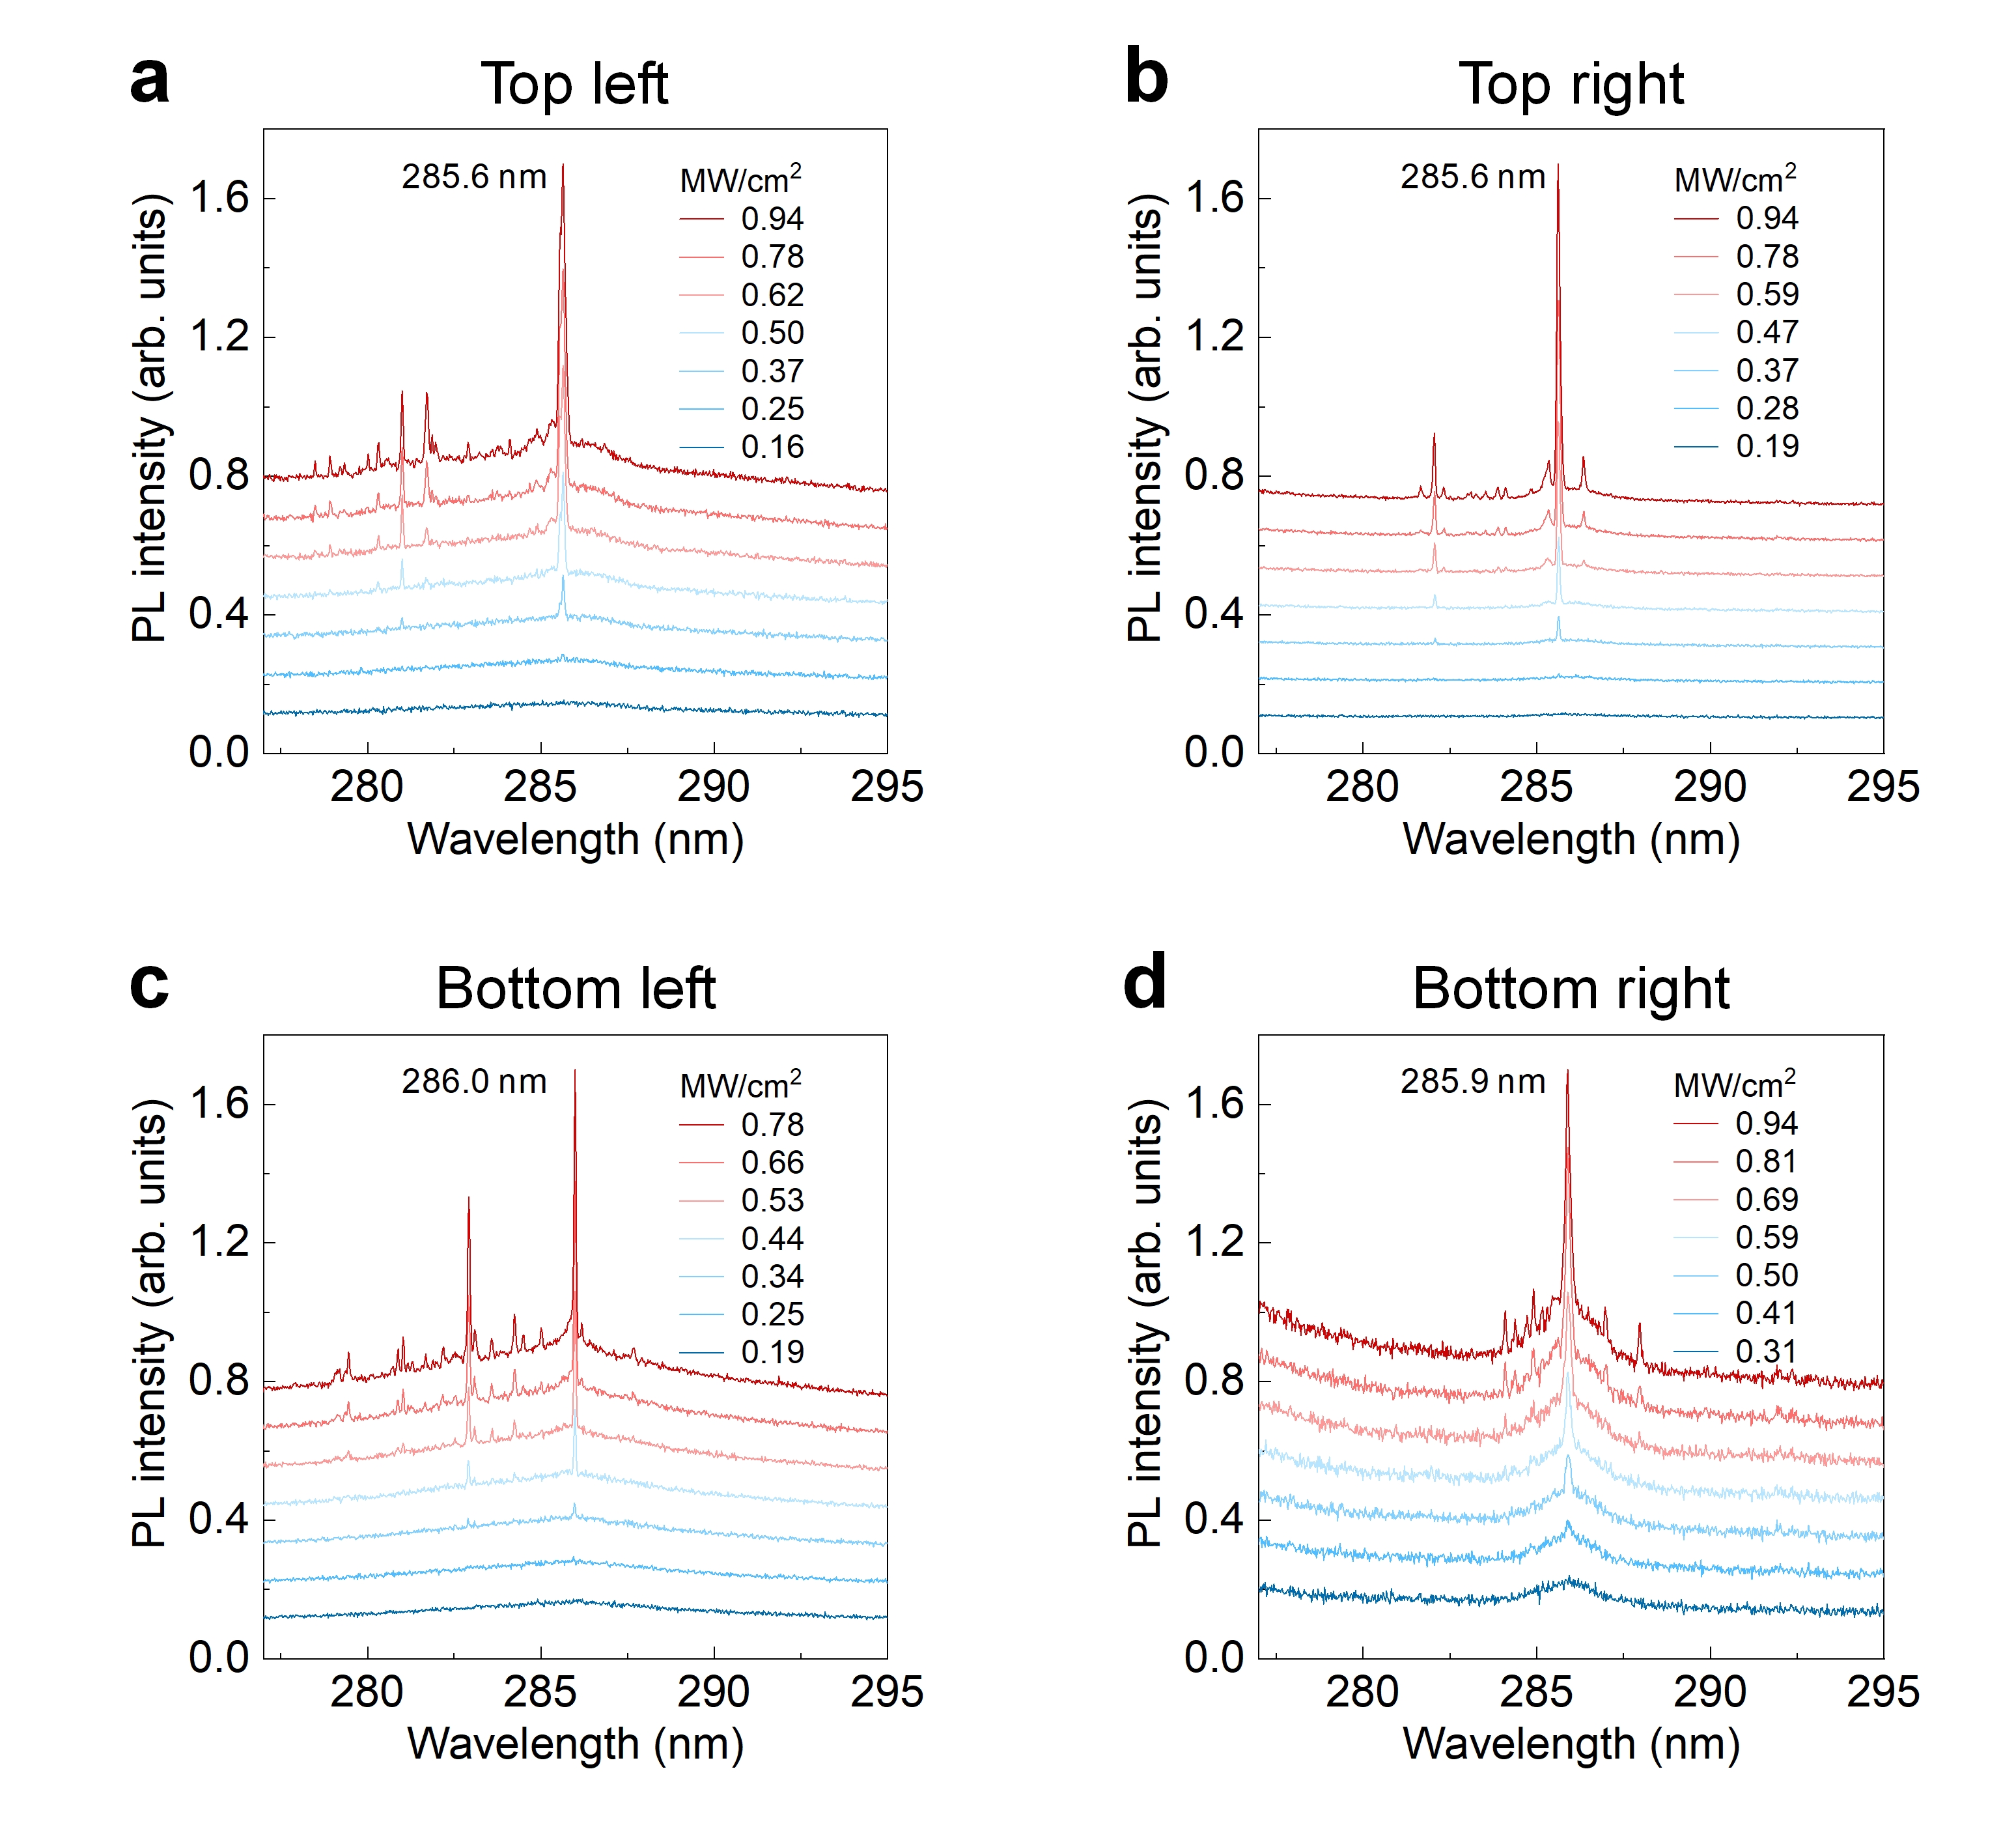 a
Top left
285.6 nm
MW/cm²
0.94
0.78
0.62
0.50
0.37
0.25
0.16
1.6
1.2
0.8
0.4
0.0
PL intensity (arb. units)
280 285 290 295
Wavelength (nm)
b
Top right
285.6 nm
MW/cm²
0.94
0.78
0.59
0.47
0.37
0.28
0.19
1.6
1.2
0.8
0.4
0.0
PL intensity (arb. units)
280 285 290 295
Wavelength (nm)
c
Bottom left
286.0 nm
MW/cm²
0.78
0.66
0.53
0.44
0.34
0.25
0.19
1.6
1.2
0.8
0.4
0.0
PL intensity (arb. units)
280 285 290 295
Wavelength (nm)
d
Bottom right
285.9 nm
MW/cm²
0.94
0.81
0.69
0.59
0.50
0.41
0.31
1.6
1.2
0.8
0.4
0.0
PL intensity (arb. units)
280 285 290 295
Wavelength (nm)